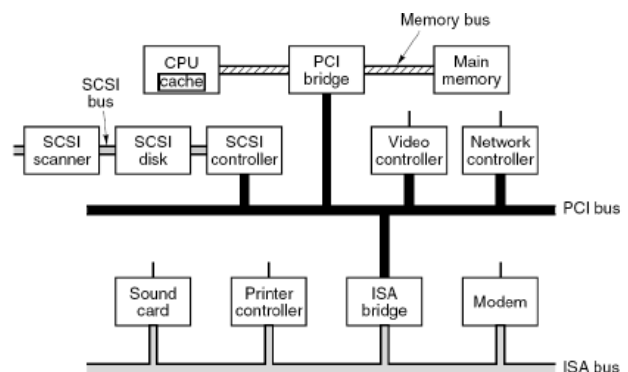 Memory bus
CPU
cache
PCI
bridge
Main
memory
SCSI
bus
SCSI
scanner
SCSI
disk
SCSI
controller
Video
controller
Network
controller
PCI bus
Sound
card
Printer
controller
ISA
bridge
Modem
ISA bus